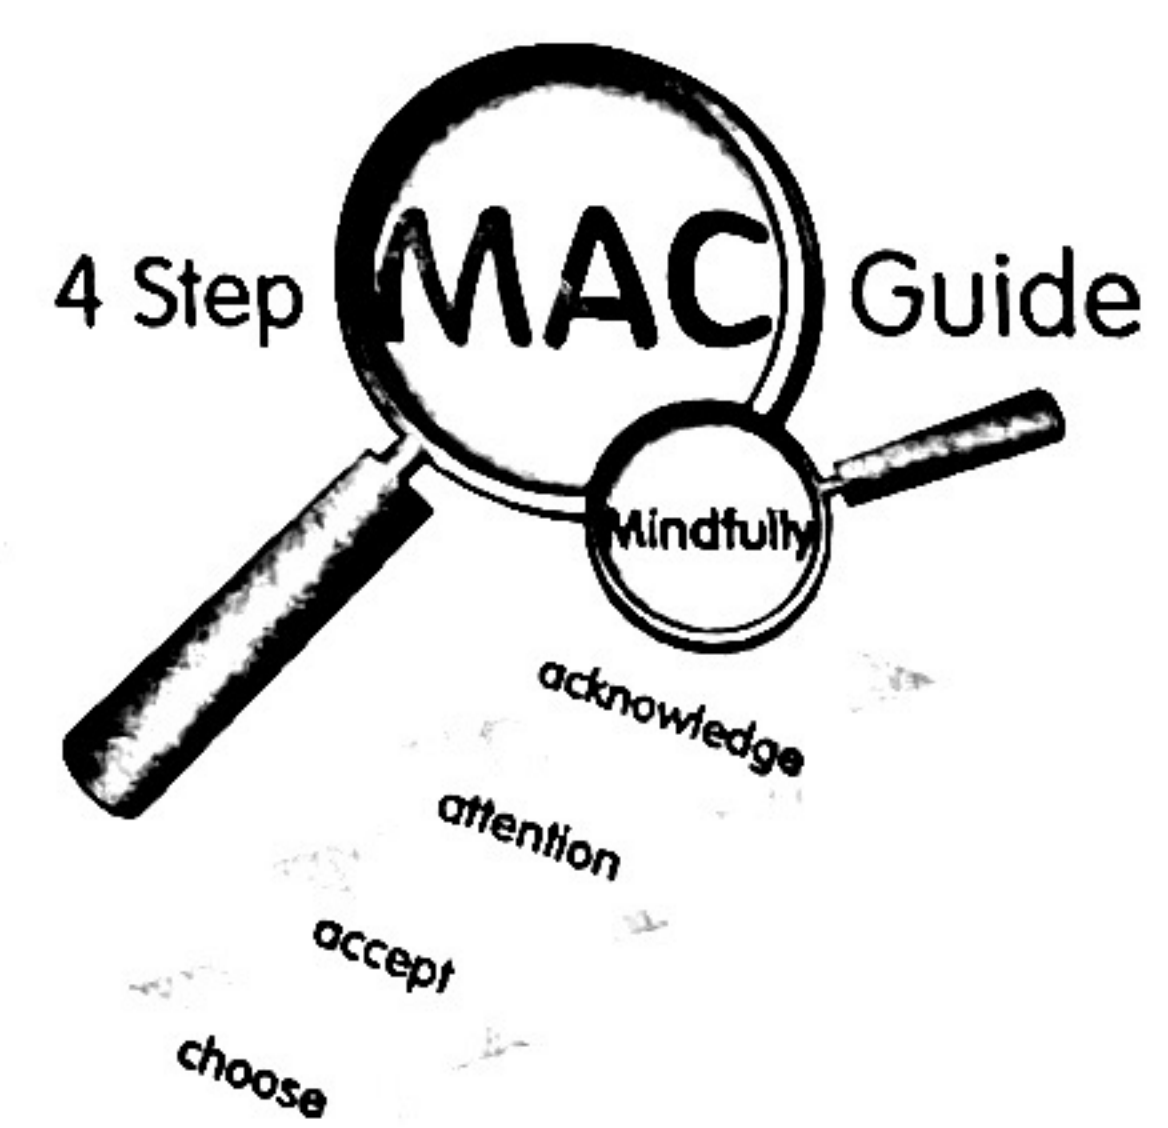 4 Step MAC Guide
Mindfully
acknowledge
attention
accept
choose